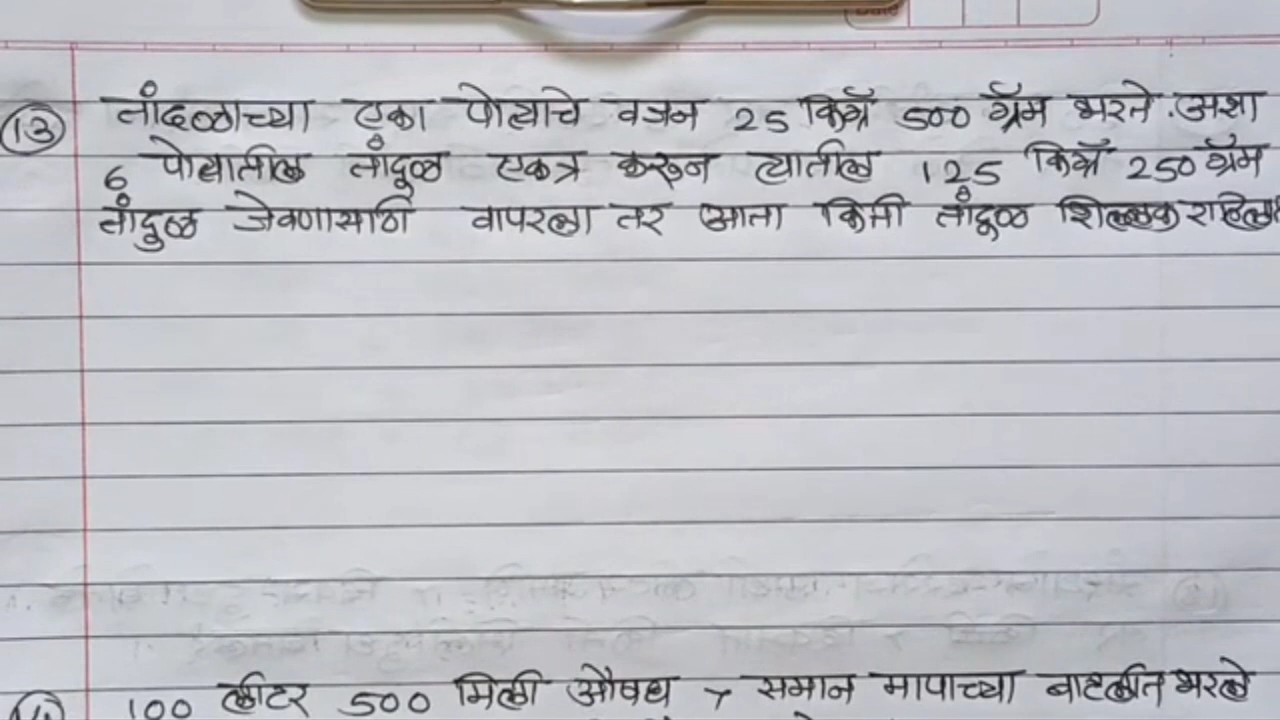 Date
(13) तांदळाच्या एका पोत्याचे वजन 25 किग्रॅ 500 ग्रॅम भरते. अशा
6 पोत्यातील तांदूळ एकत्र करून त्यातील 125 किग्रॅ 250 ग्रॅम
तांदुळ जेवणासाठी वापरला तर आता किती तांदूळ शिल्लक राहिल
100 लीटर 500 मिली औषध 7 समान मापाच्या बाटलीत भरले